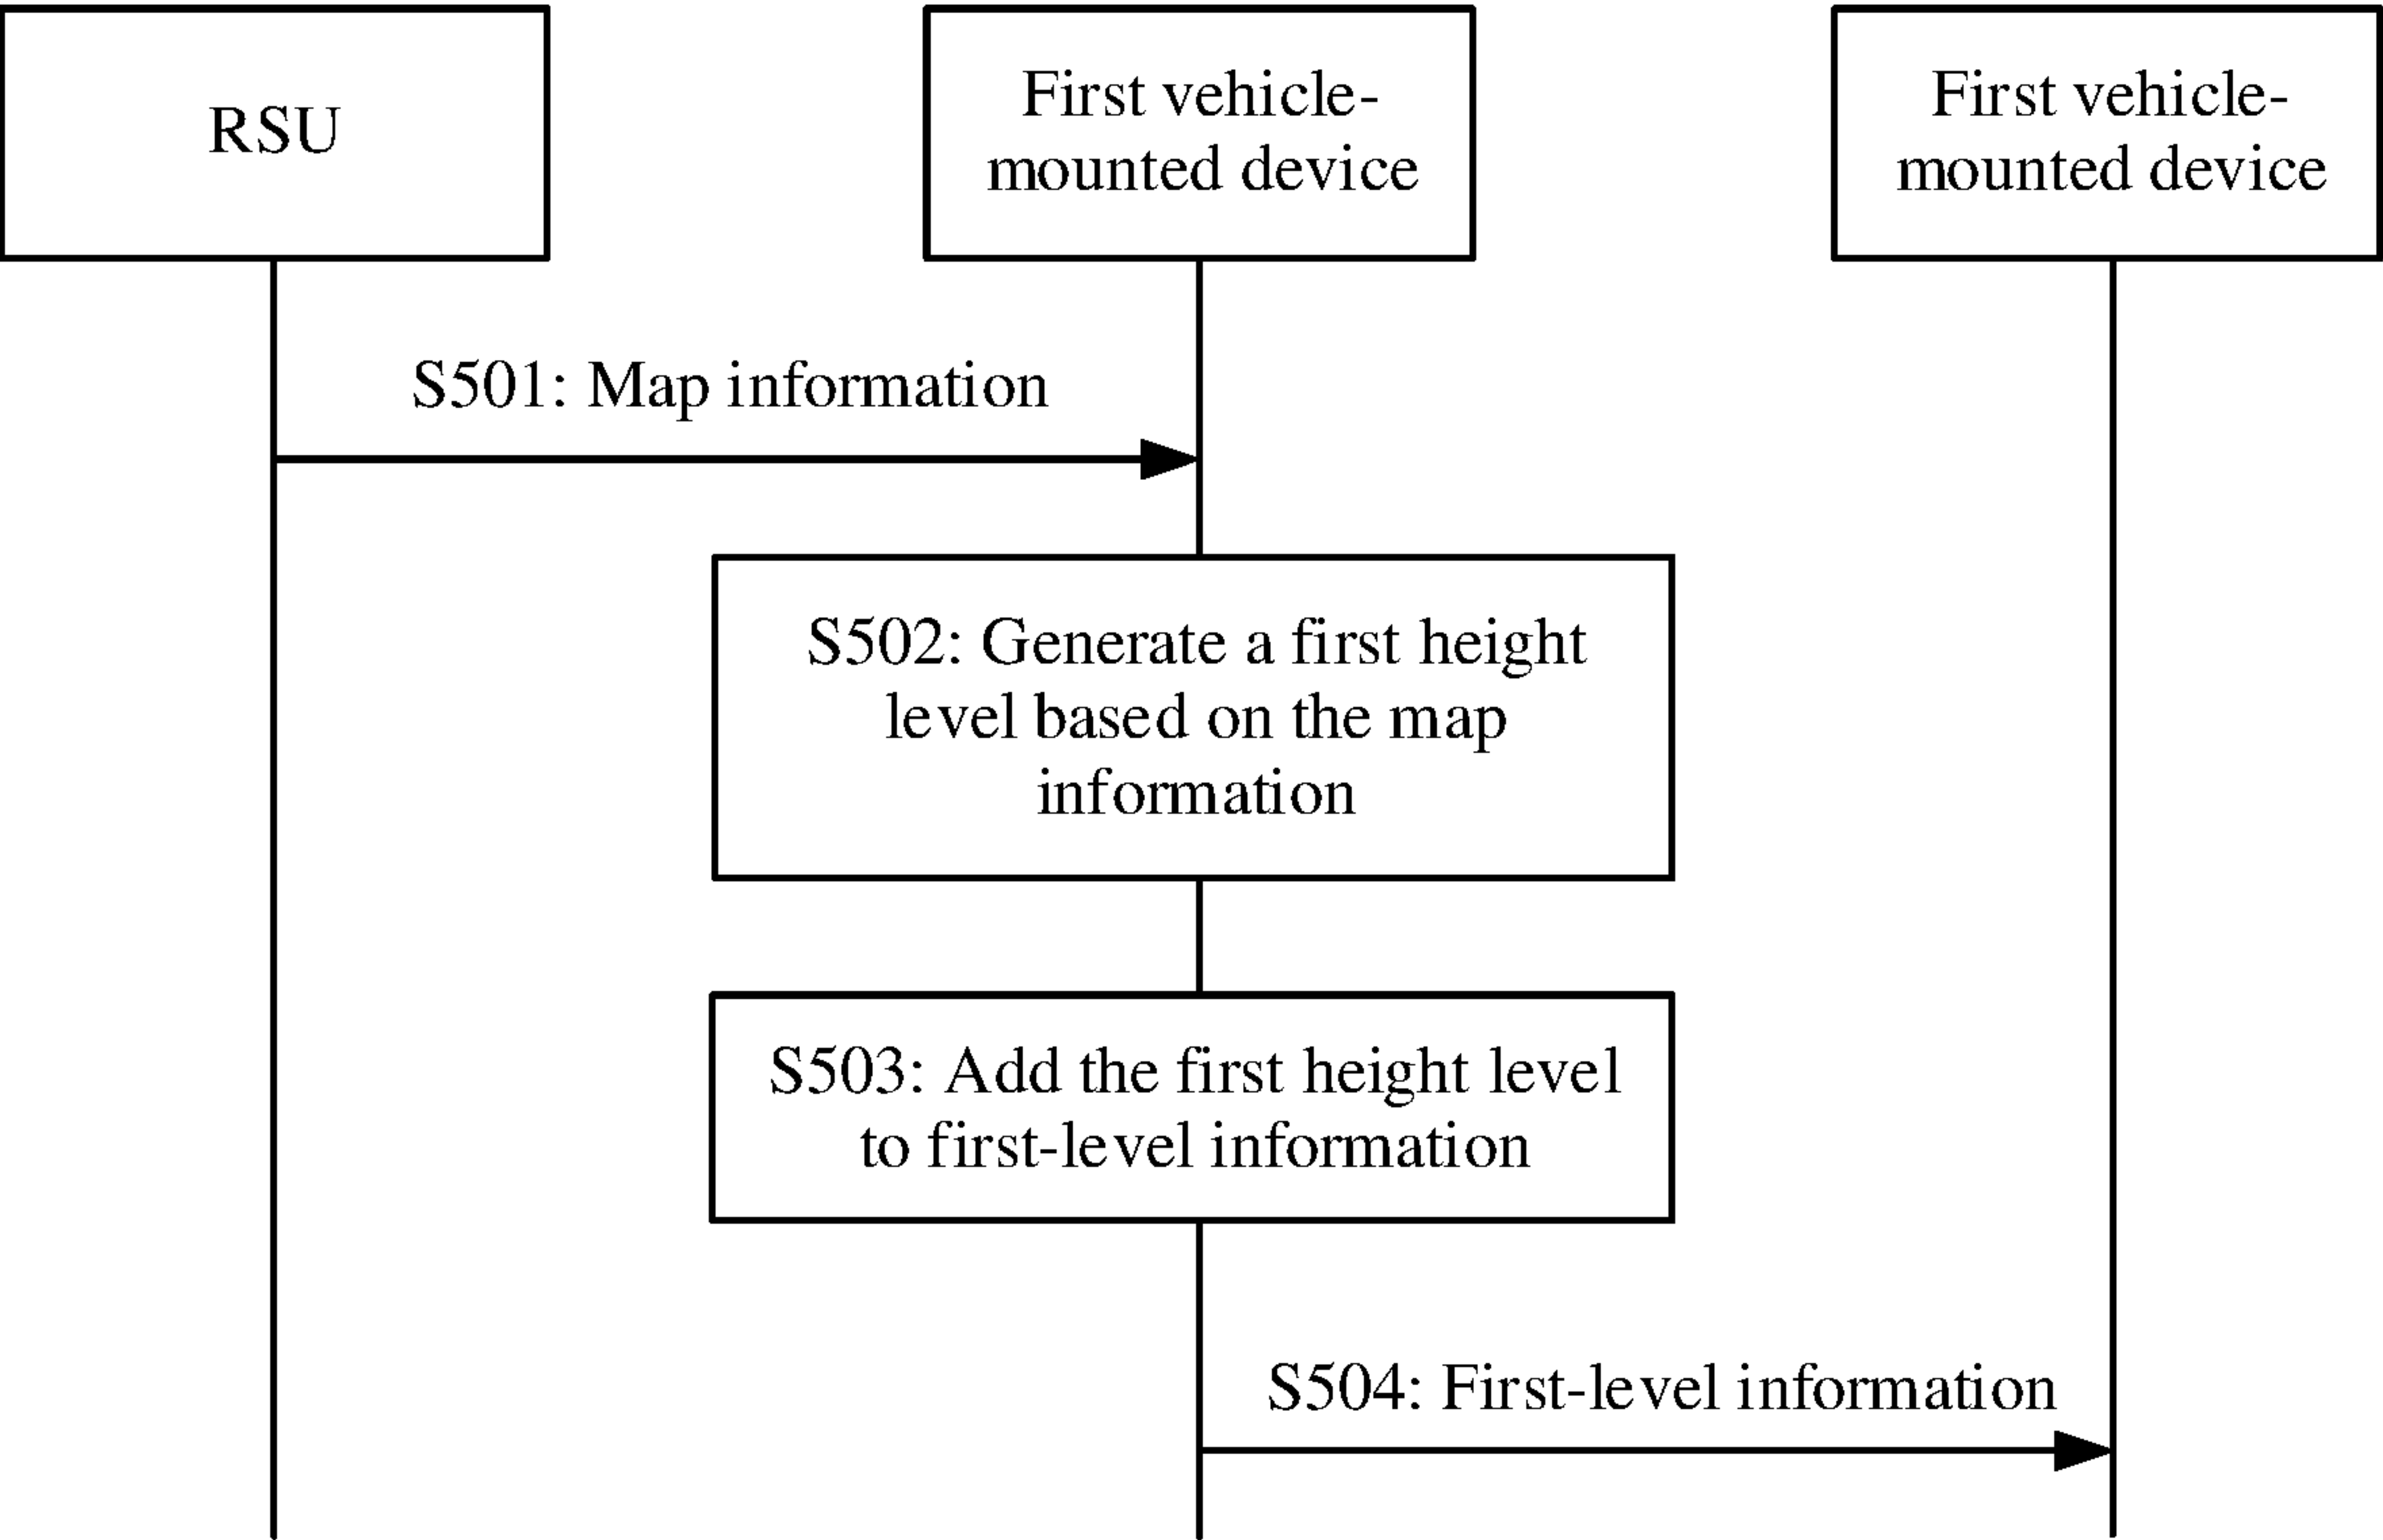 RSU
First vehicle-
mounted device
First vehicle-
mounted device
S501: Map information
S502: Generate a first height
level based on the map
information
S503: Add the first height level
to first-level information
S504: First-level information